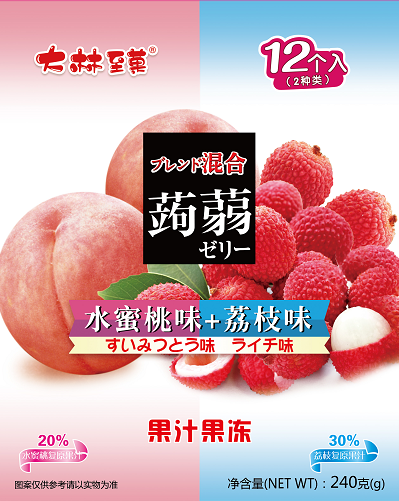 大林至菓®
12个入
(2种类)
ブレンド混合
蒟蒻
ゼリー
水蜜桃味+荔枝味
すいみつとう味 ライチ味
果汁果冻
20%
水蜜桃复原果汁
30%
荔枝复原果汁
图案仅供参考请以实物为准
净含量(NET WT)：240克(g)